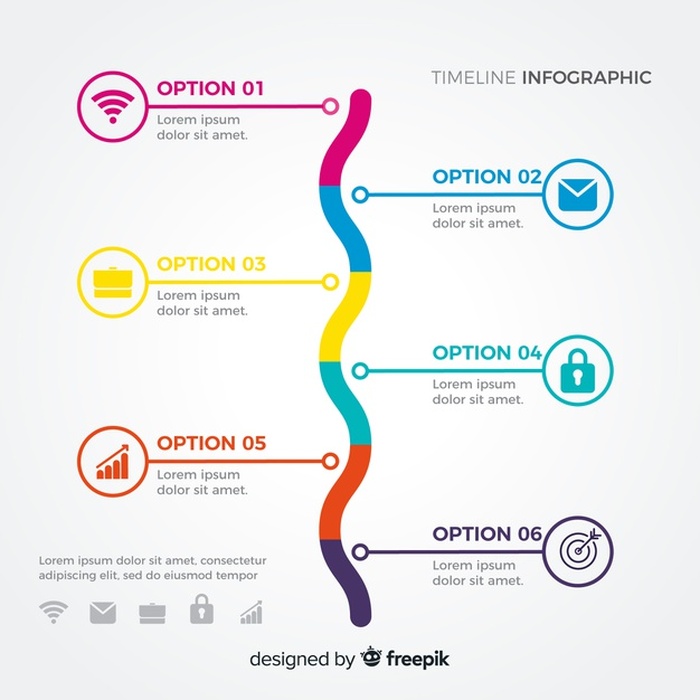 TIMELINE INFOGRAPHIC
OPTION 01
Lorem ipsum
dolor sit amet.
OPTION 02
Lorem ipsum
dolor sit amet.
OPTION 03
Lorem ipsum
dolor sit amet.
OPTION 04
Lorem ipsum
dolor sit amet.
OPTION 05
Lorem ipsum
dolor sit amet.
OPTION 06
Lorem ipsum
dolor sit amet.
Lorem ipsum dolor sit amet, consectetur
adipiscing elit, sed do eiusmod tempor
designed by freepik